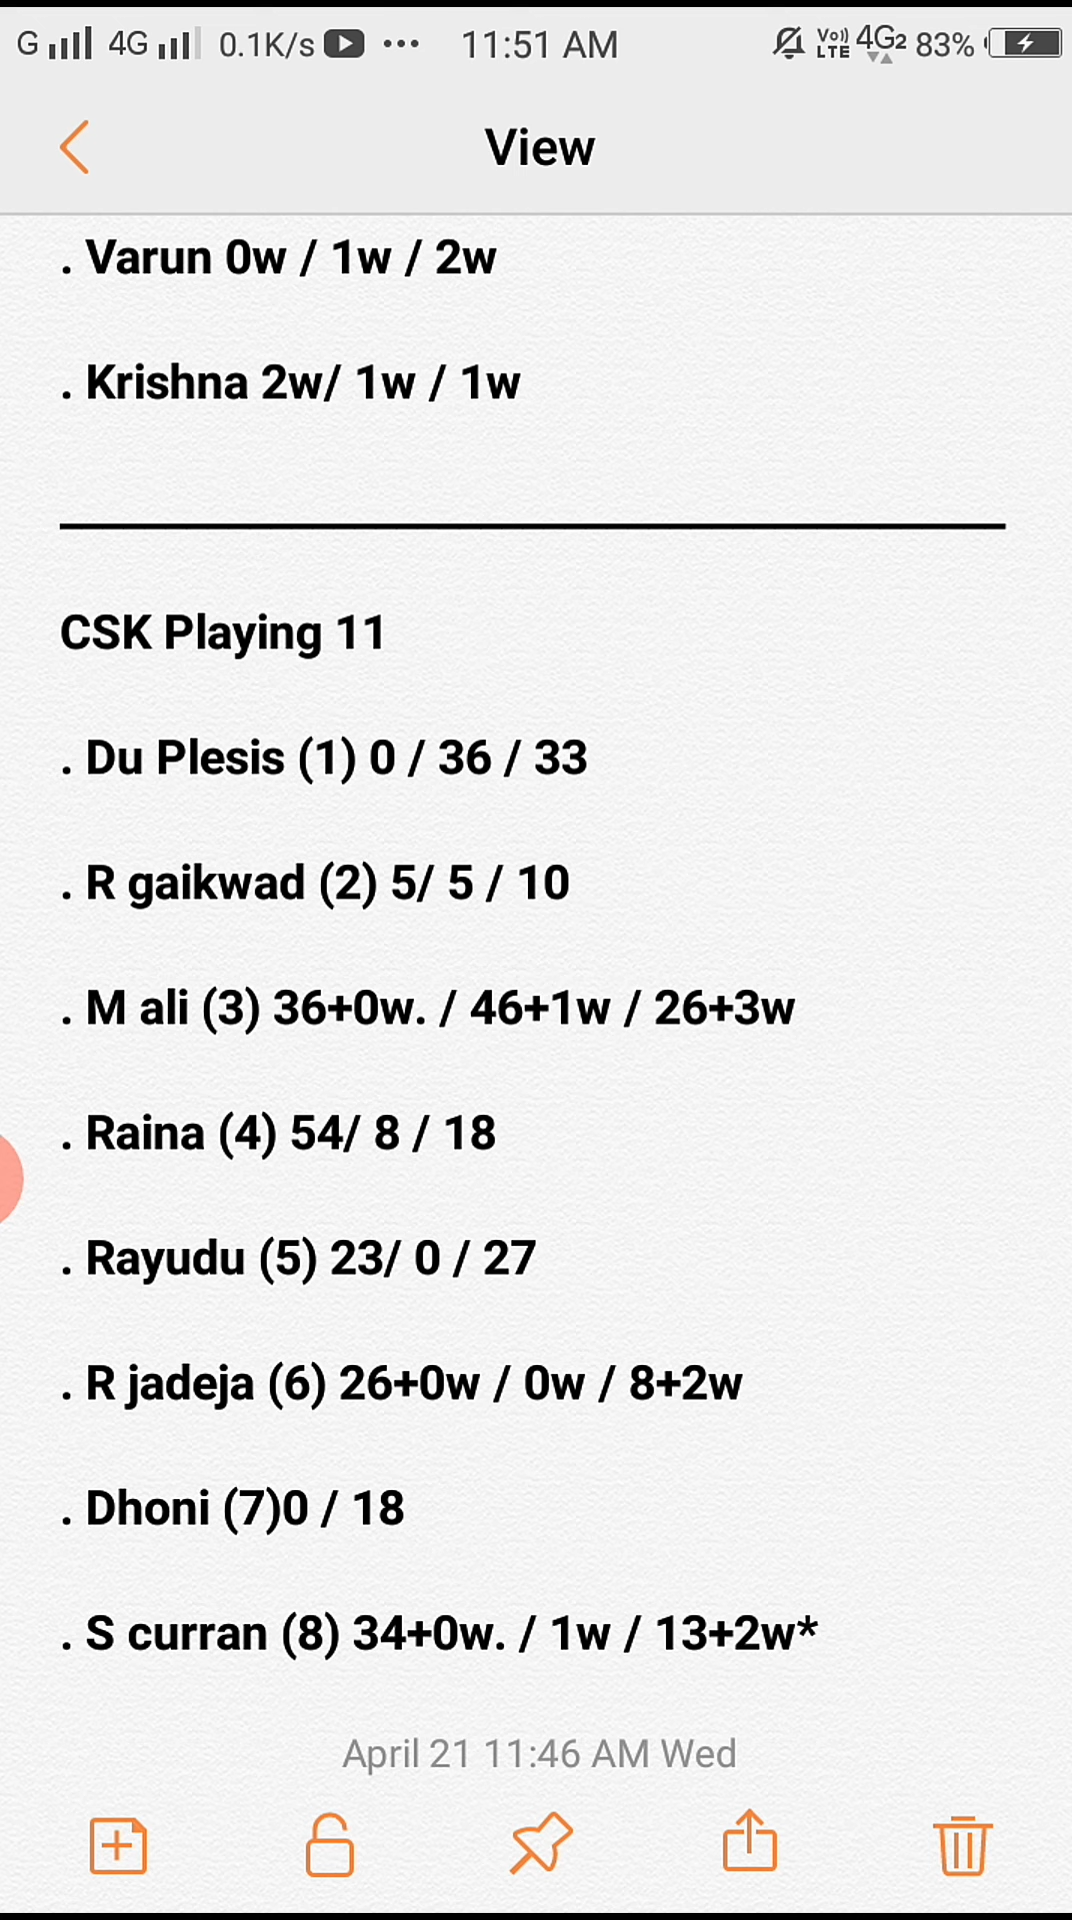 G 4G 0.1K/s ... 11:51 AM Vo)) LTE 4G2 83%
View
. Varun 0w / 1w / 2w
. Krishna 2w/ 1w / 1w
CSK Playing 11
. Du Plesis (1) 0 / 36 / 33
. R gaikwad (2) 5/ 5 / 10
. M ali (3) 36+0w. / 46+1w / 26+3w
. Raina (4) 54/ 8 / 18
. Rayudu (5) 23/ 0 / 27
. R jadeja (6) 26+0w / 0w / 8+2w
. Dhoni (7)0 / 18
. S curran (8) 34+0w. / 1w / 13+2w*
April 21 11:46 AM Wed